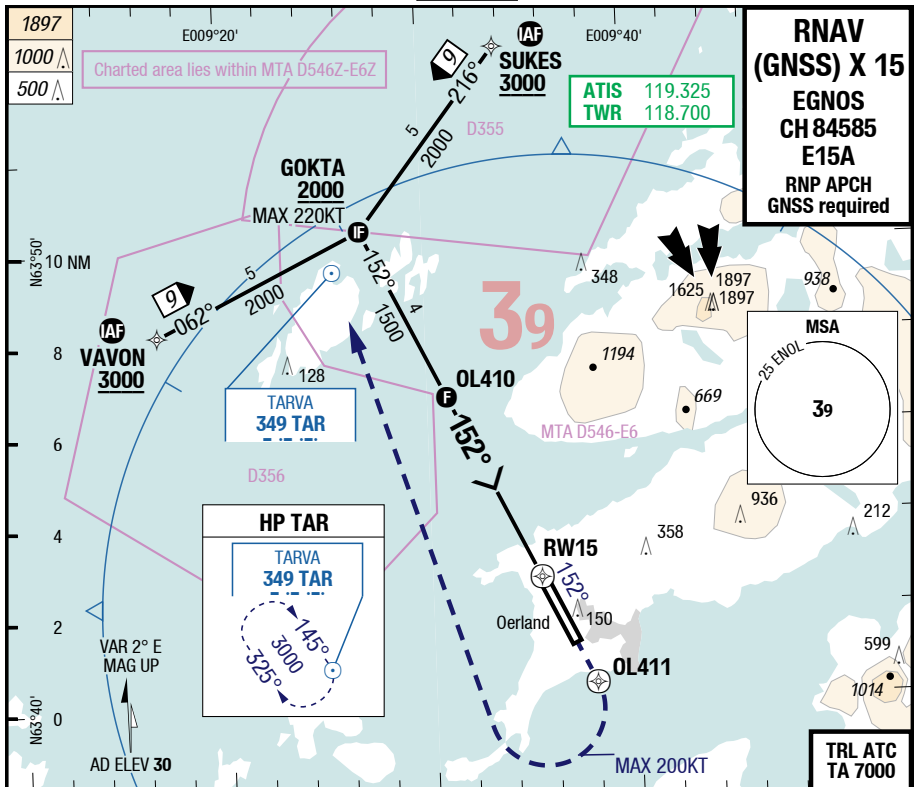 1897
1000
500
E009°20'
E009°40'
Charted area lies within MTA D546Z-E6Z
IAF
SUKES
3000
9
216°
5
2000
D355
ATIS 119.325
TWR 118.700
RNAV
(GNSS) X 15
EGNOS
CH 84585
E15A
RNP APCH
GNSS required
GOKTA
2000
MAX 220KT
IF
N63°50'
10 NM
152°
4
1500
5
2000
9
062°
IAF
VAVON
3000
8
348
39
1625
1897
1897
938
1194
669
MSA
25 ENOL
39
128
OL410
F
152°
TARVA
349 TAR
6
MTA D546-E6
D356
936
212
358
4
HP TAR
TARVA
349 TAR
145°
3000
325°
RW15
152°
150
Oerland
2
VAR 2° E
MAG UP
OL411
599
1014
N63°40'
0
AD ELEV 30
MAX 200KT
TRL ATC
TA 7000